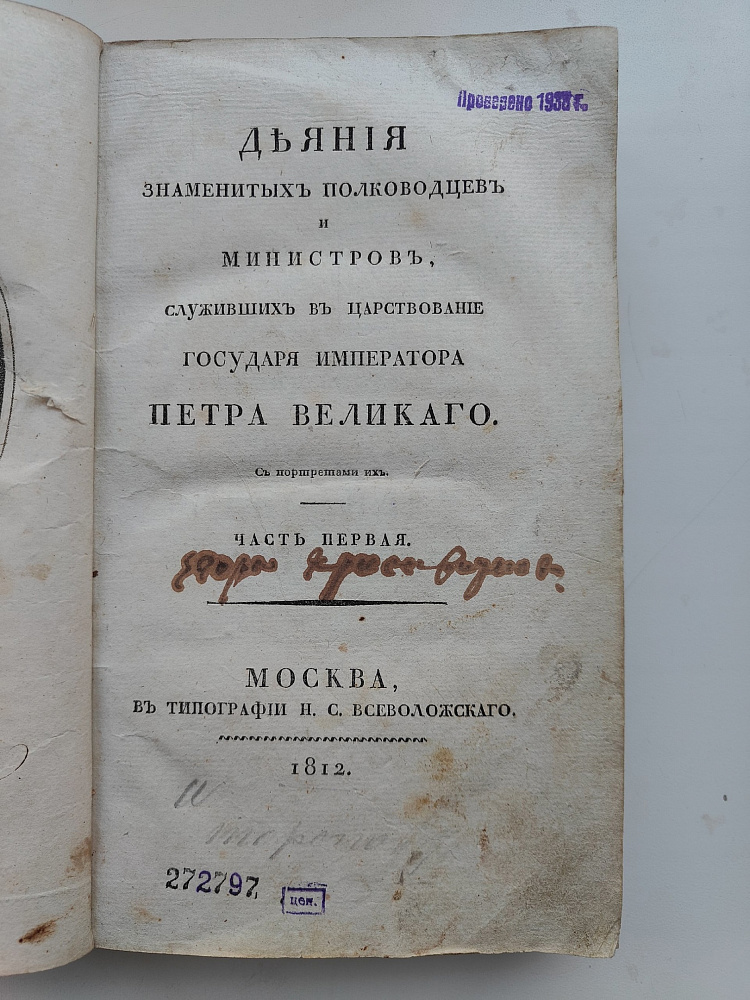 Проверено 1938 г.
ДѢЯНІЯ
ЗНАМЕНИТЫХЪ ПОЛКОВОДЦЕВЪ
И
МИНИСТРОВЪ,
СЛУЖИВШИХЪ ВЪ ЦАРСТВОВАНІЕ
ГОСУДАРЯ ИМПЕРАТОРА
ПЕТРА ВЕЛИКАГО.
Съ портретами ихъ.
ЧАСТЬ ПЕРВАЯ.
МОСКВА,
ВЪ ТИПОГРАФІИ Н. С. ВСЕВОЛОЖСКАГО.
1812.
и
272797
цен.